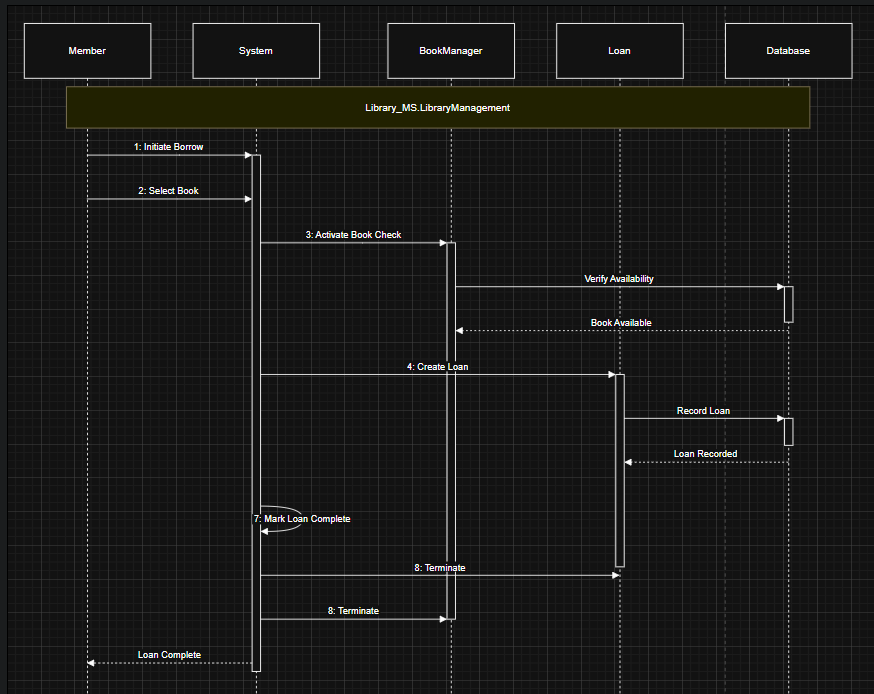 Member
System
BookManager
Loan
Database
Library_MS.LibraryManagement
1: Initiate Borrow
2: Select Book
3: Activate Book Check
Verify Availability
Book Available
4: Create Loan
Record Loan
Loan Recorded
7: Mark Loan Complete
8: Terminate
8: Terminate
Loan Complete